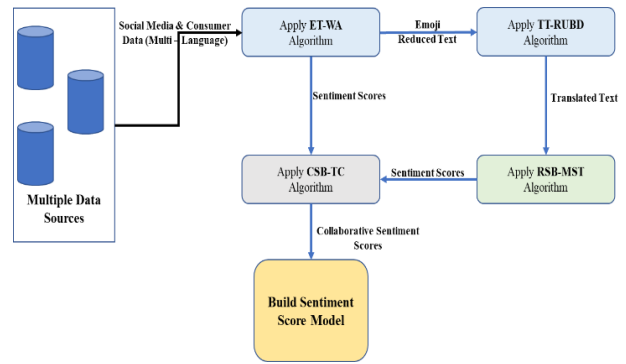 Social Media & Consumer
Data (Multi – Language)
Apply ET-WA
Algorithm
Emoji
Reduced Text
Apply TT-RUBD
Algorithm
Sentiment Scores
Translated Text
Multiple Data
Sources
Apply CSB-TC
Algorithm
Sentiment Scores
Apply RSB-MST
Algorithm
Collaborative Sentiment
Scores
Build Sentiment
Score Model